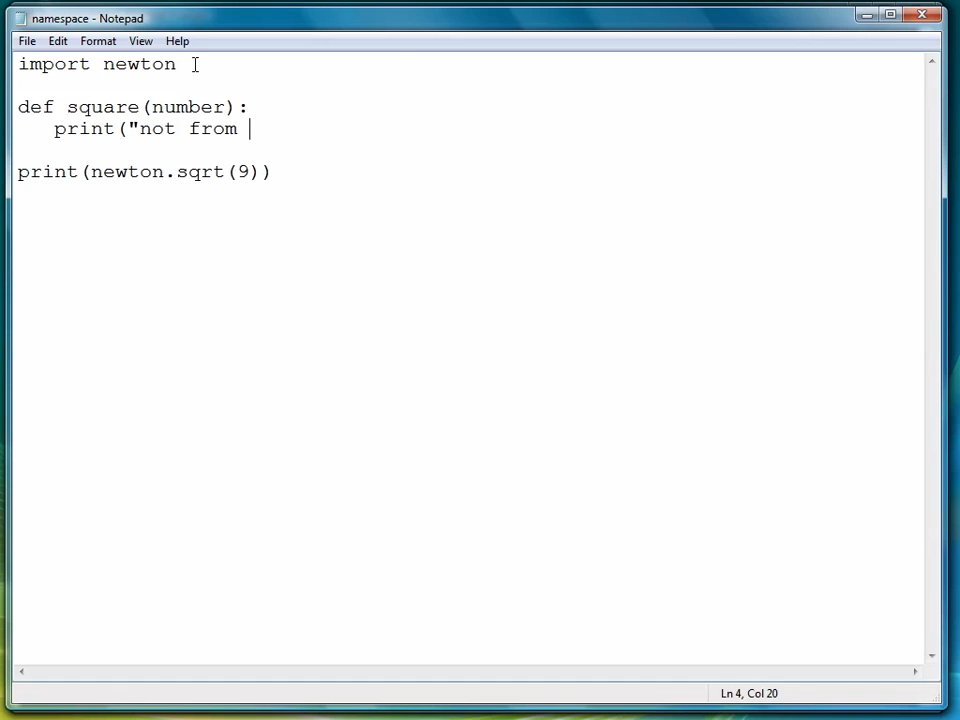 namespace - Notepad
File Edit Format View Help
import newton
def square(number):
print("not from
print(newton.sqrt(9))
Ln 4, Col 20